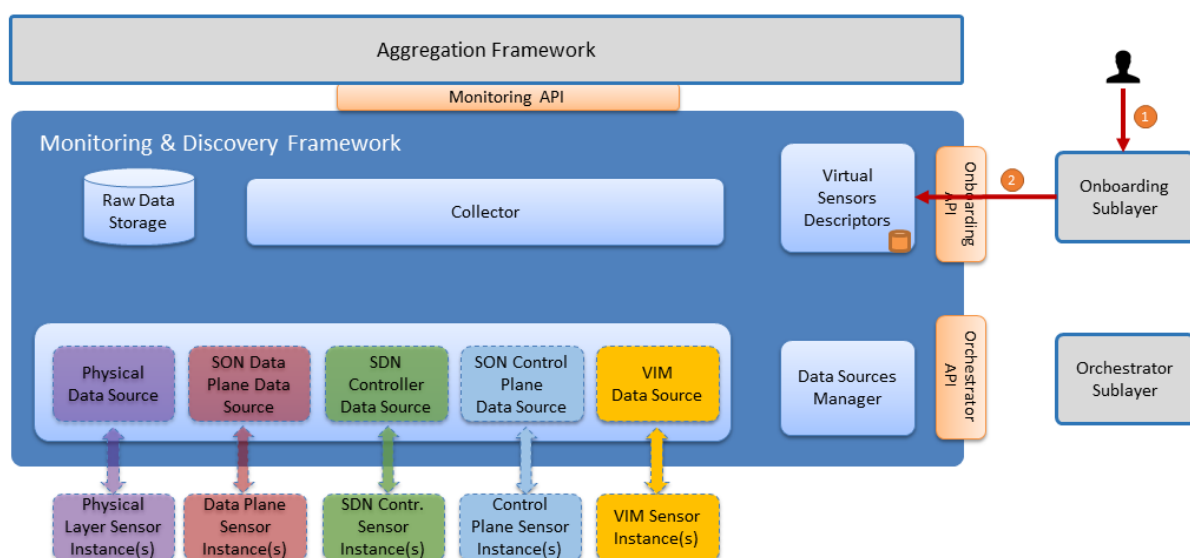 Aggregation Framework
Monitoring API
1
Monitoring & Discovery Framework
Raw Data
Storage
Collector
Virtual
Sensors
Descriptors
Onboarding
API
2
Onboarding
Sublayer
Physical
Data Source
SON Data
Plane Data
Source
SDN
Controller
Data Source
SON Control
Plane
Data Source
VIM
Data Source
Data Sources
Manager
Orchestrator
API
Orchestrator
Sublayer
Physical
Layer Sensor
Instance(s)
Data Plane
Sensor
Instance(s)
SDN Contr.
Sensor
Instance(s)
Control
Plane Sensor
Instance(s)
VIM Sensor
Instance(s)